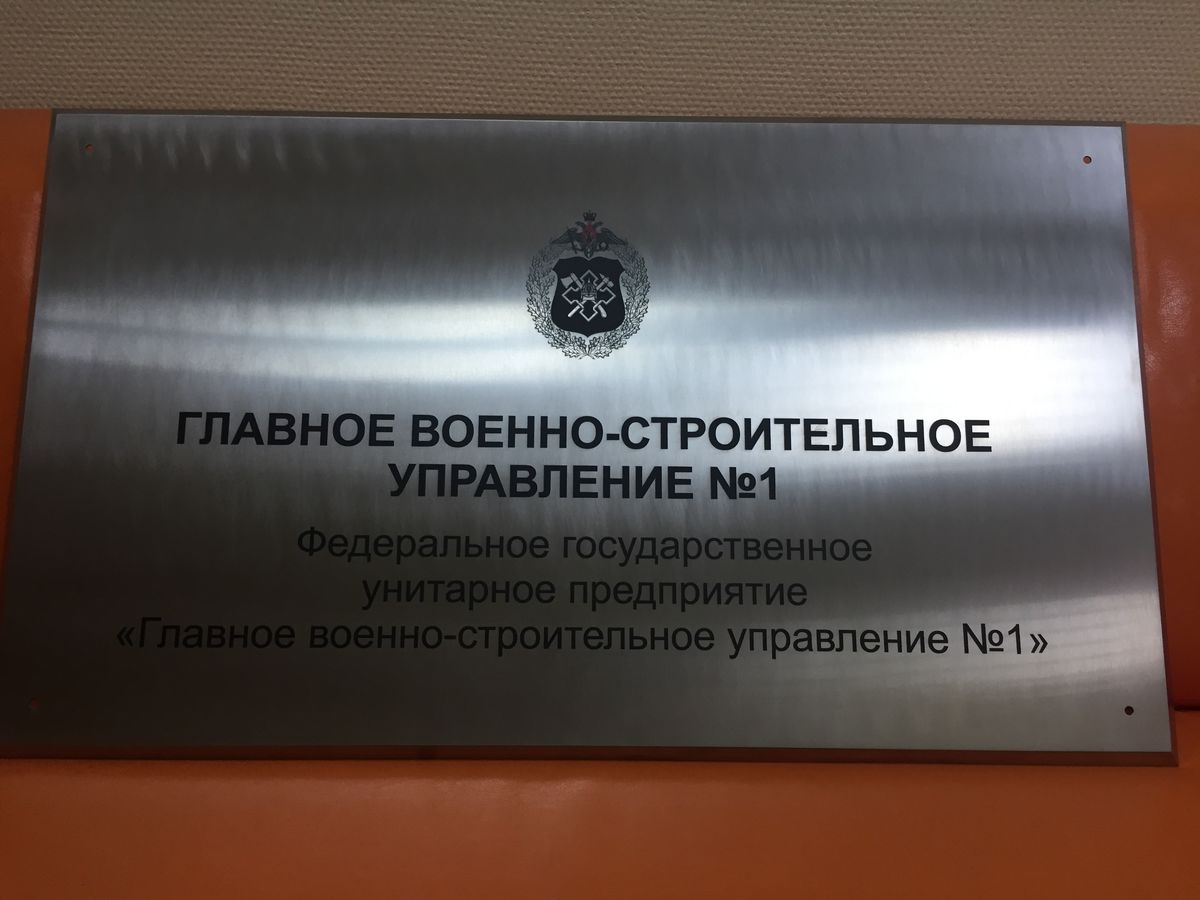 ГЛАВНОЕ ВОЕННО-СТРОИТЕЛЬНОЕ
УПРАВЛЕНИЕ №1
Федеральное государственное
унитарное предприятие
«Главное военно-строительное управление №1»